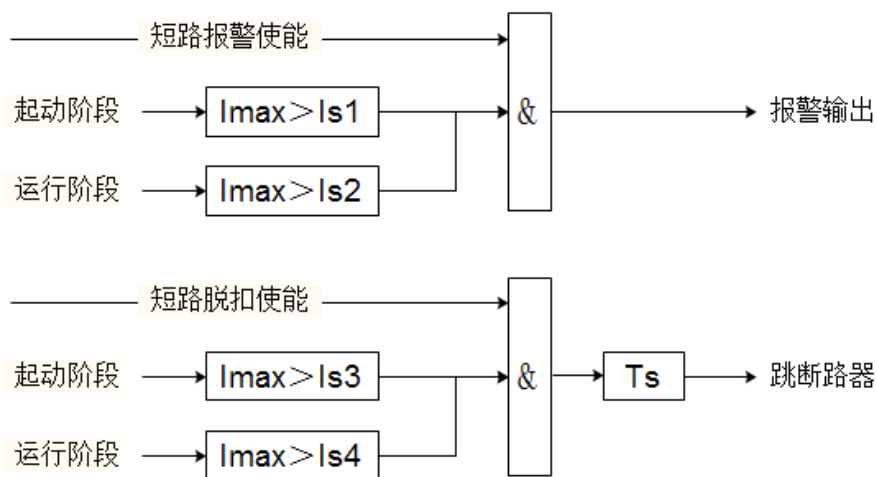 短路报警使能
起动阶段 Imax＞Is1 & 报警输出
运行阶段 Imax＞Is2
短路脱扣使能
起动阶段 Imax＞Is3 & Ts 跳断路器
运行阶段 Imax＞Is4